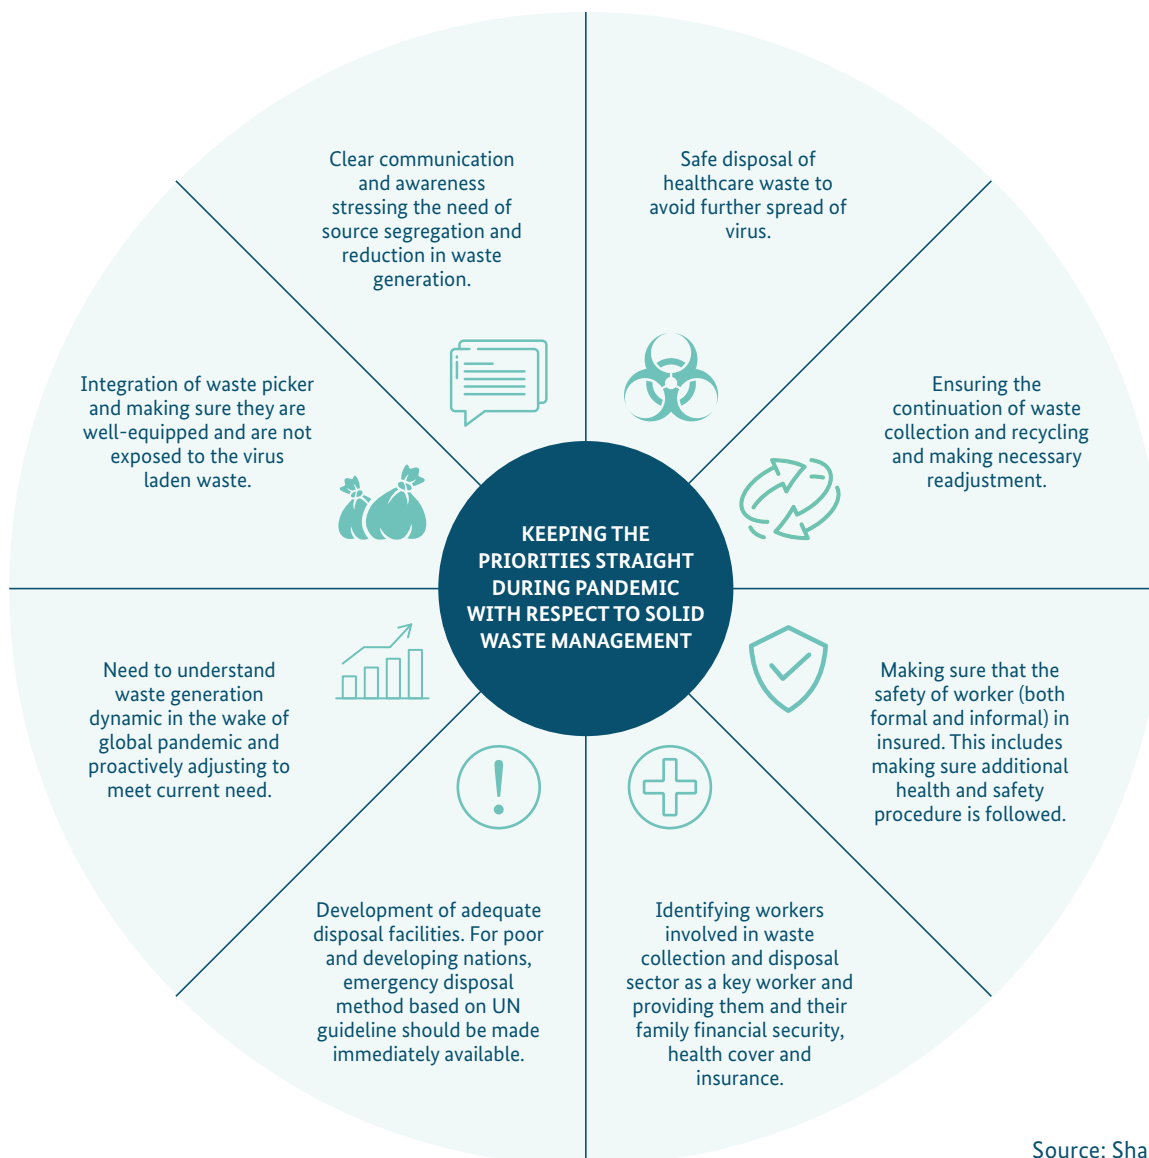 Clear communication
and awareness
stressing the need of
source segregation and
reduction in waste
generation.
Safe disposal of
healthcare waste to
avoid further spread of
virus.
Integration of waste picker
and making sure they are
well-equipped and are not
exposed to the virus
laden waste.
Ensuring the
continuation of waste
collection and recycling
and making necessary
readjustment.
KEEPING THE
PRIORITIES STRAIGHT
DURING PANDEMIC
WITH RESPECT TO SOLID
WASTE MANAGEMENT
Need to understand
waste generation
dynamic in the wake of
global pandemic and
proactively adjusting to
meet current need.
Making sure that the
safety of worker (both
formal and informal) in
insured. This includes
making sure additional
health and safety
procedure is followed.
Development of adequate
disposal facilities. For poor
and developing nations,
emergency disposal
method based on UN
guideline should be made
immediately available.
Identifying workers
involved in waste
collection and disposal
sector as a key worker and
providing them and their
family financial security,
health cover and
insurance.
Source: Sha